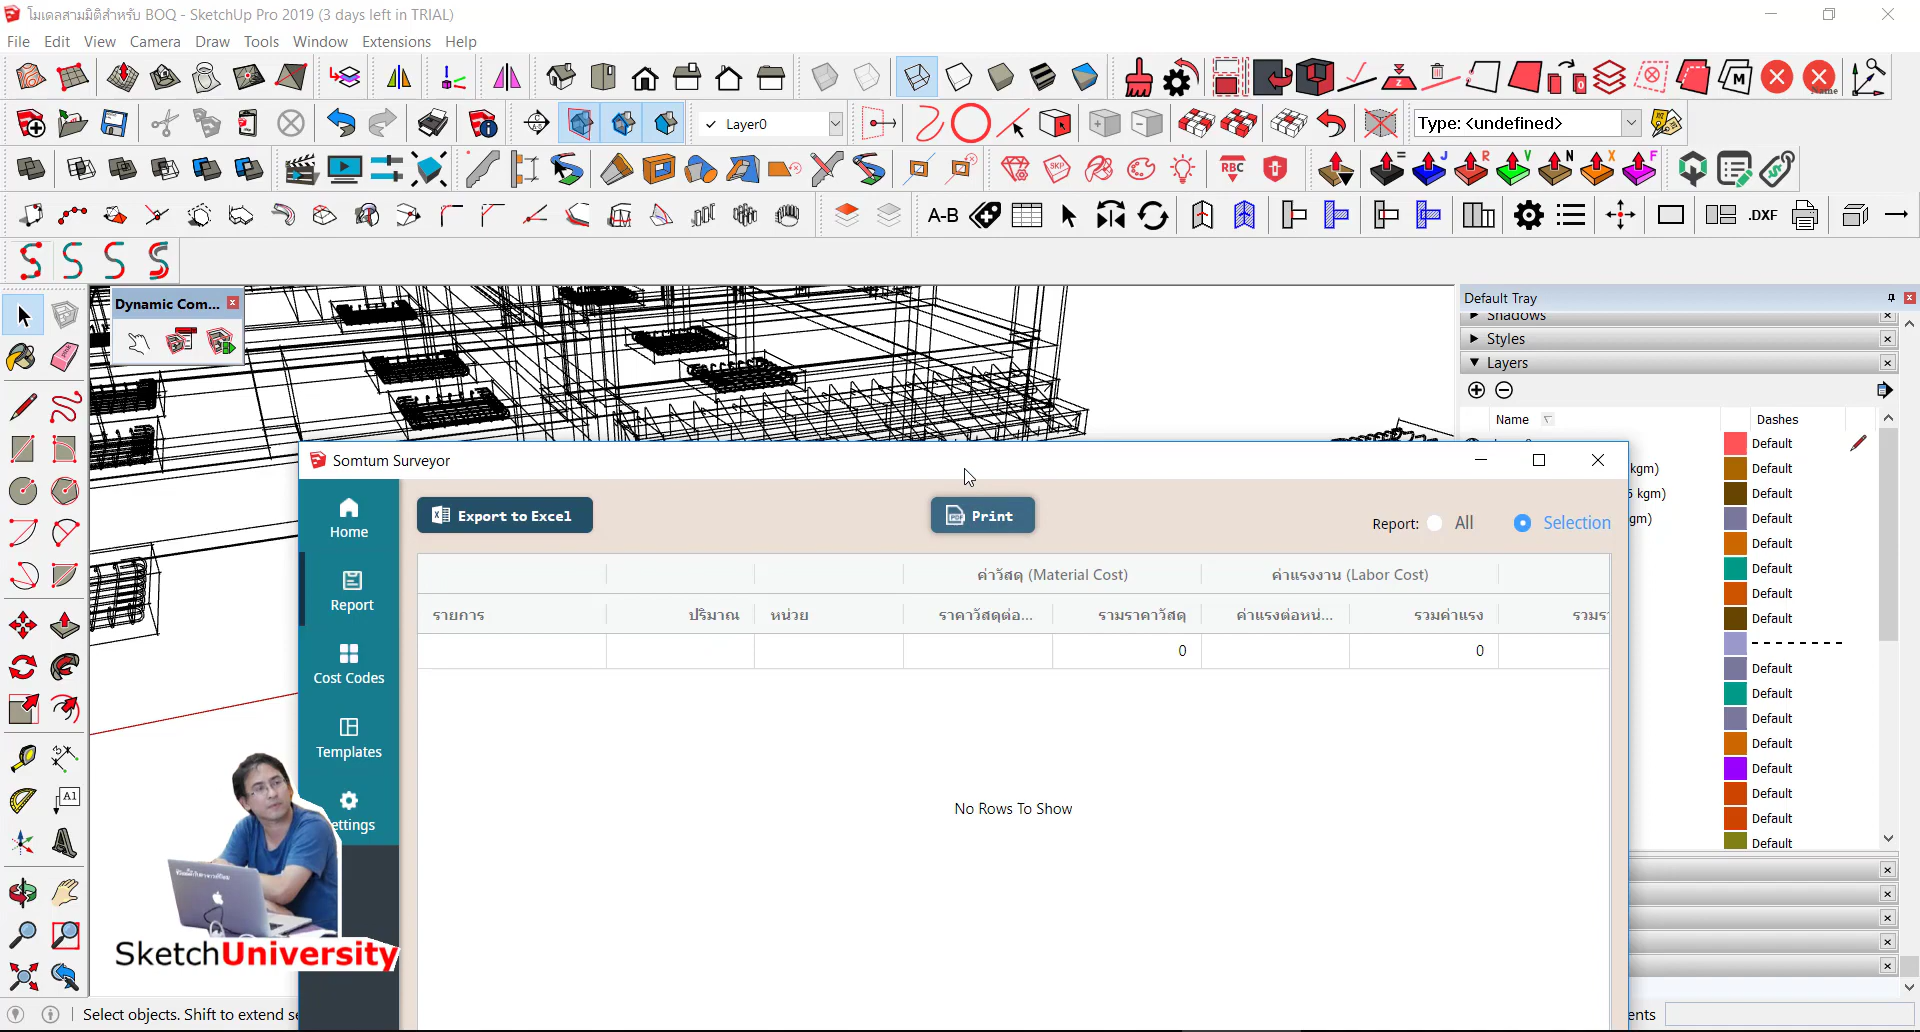 โมเดลสามมิติสำหรับ BOQ - SketchUp Pro 2019 (3 days left in TRIAL)
File Edit View Camera Draw Tools Window Extensions Help
Name
Layer0
Type: <undefined>
RBC
= J R V N X F
A-B
.DXF
Dynamic Com...
Default Tray
Shadows
Styles
Layers
Name Dashes
Default
kgm) Default
5 kgm) Default
gm) Default
Default
Default
Default
Default
Default
Default
Default
Default
Default
Default
Default
Default
Somtum Surveyor
Home
Report
Cost Codes
Templates
ettings
Export to Excel
Print
Report: All Selection
ค่าวัสดุ (Material Cost) ค่าแรงงาน (Labor Cost)
รายการ ปริมาณ หน่วย ราคาวัสดุต่อ... รามราคาวัสดุ ค่าแรงต่อหน่... รวมค่าแรง รวมร
0 0
No Rows To Show
A1
SketchUniversity
Select objects. Shift to extend se
ents